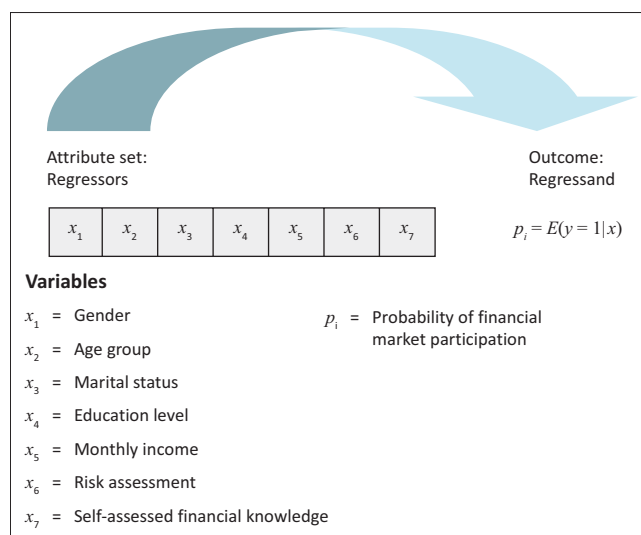 Attribute set:
Regressors
Outcome:
Regressand
x₁ x₂ x₃ x₄ x₅ x₆ x₇
pᵢ = E(y = 1|x)
Variables
x₁ = Gender
x₂ = Age group
x₃ = Marital status
x₄ = Education level
x₅ = Monthly income
x₆ = Risk assessment
x₇ = Self-assessed financial knowledge
pᵢ = Probability of financial
market participation